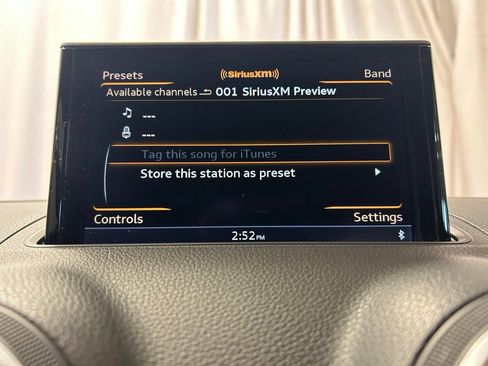 Presets
((SiriusXM))
Band
Available channels 001 SiriusXM Preview
---
---
Tag this song for iTunes
Store this station as preset
Controls
Settings
2:52PM